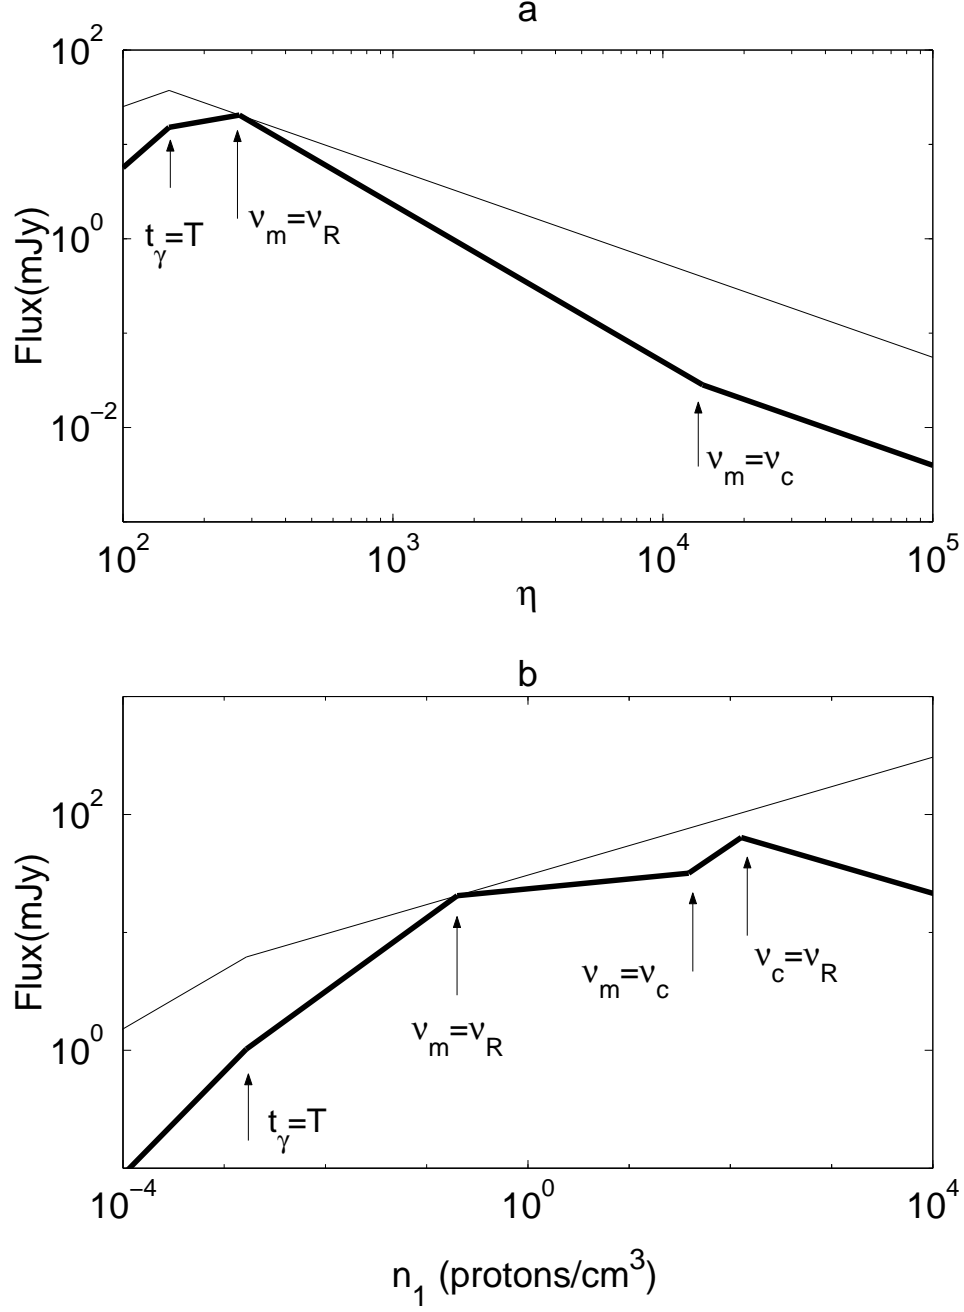 a
Flux(mJy)
10^2
10^0
10^−2
t_γ=T
ν_m=ν_R
ν_m=ν_c
10^2 10^3 10^4 10^5
η
b
Flux(mJy)
10^2
10^0
ν_m=ν_R
ν_m=ν_c
ν_c=ν_R
t_γ=T
10^−4 10^0 10^4
n_1 (protons/cm^3)